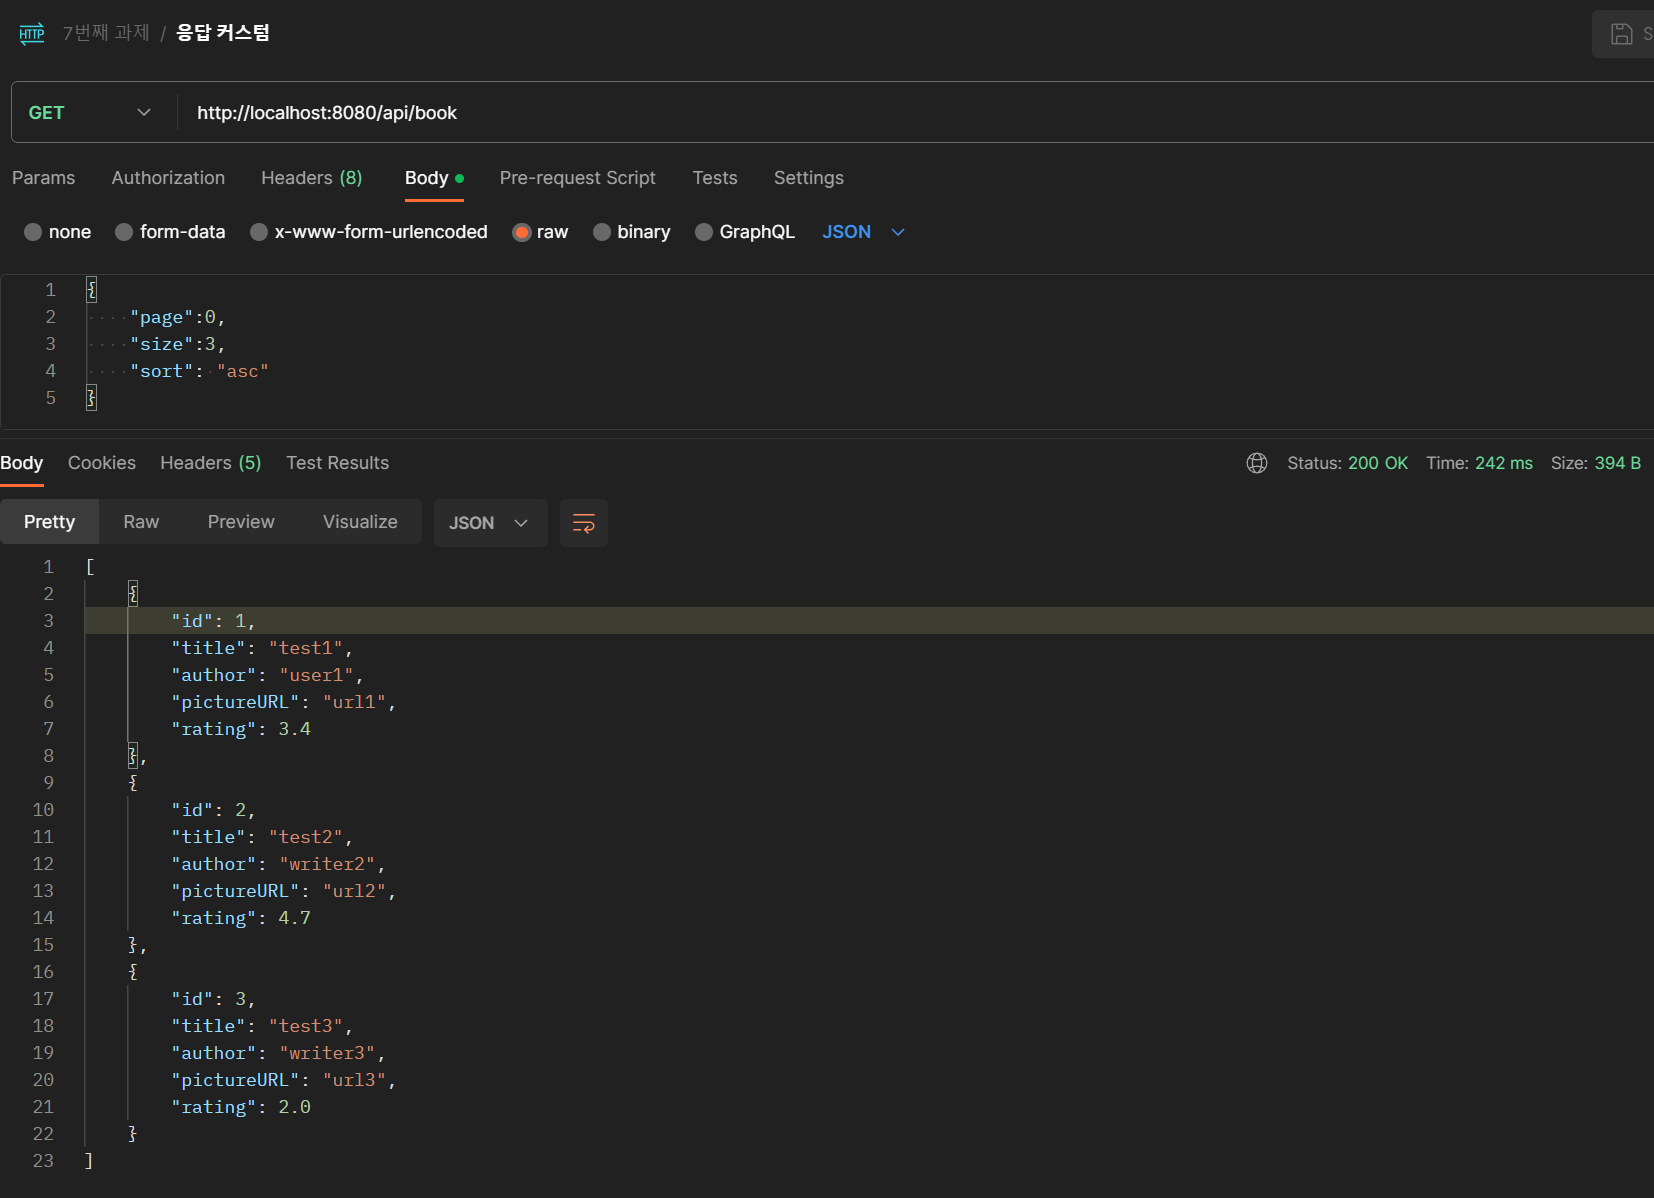 HTTP 7번째 과제 / 응답 커스텀 S
GET http://localhost:8080/api/book
Params Authorization Headers (8) Body Pre-request Script Tests Settings
none form-data x-www-form-urlencoded raw binary GraphQL JSON
1 {
2 "page":0,
3 "size":3,
4 "sort": "asc"
5 }
Body Cookies Headers (5) Test Results Status: 200 OK Time: 242 ms Size: 394 B
Pretty Raw Preview Visualize JSON
1 [
2 {
3 "id": 1,
4 "title": "test1",
5 "author": "user1",
6 "pictureURL": "url1",
7 "rating": 3.4
8 },
9 {
10 "id": 2,
11 "title": "test2",
12 "author": "writer2",
13 "pictureURL": "url2",
14 "rating": 4.7
15 },
16 {
17 "id": 3,
18 "title": "test3",
19 "author": "writer3",
20 "pictureURL": "url3",
21 "rating": 2.0
22 }
23 ]